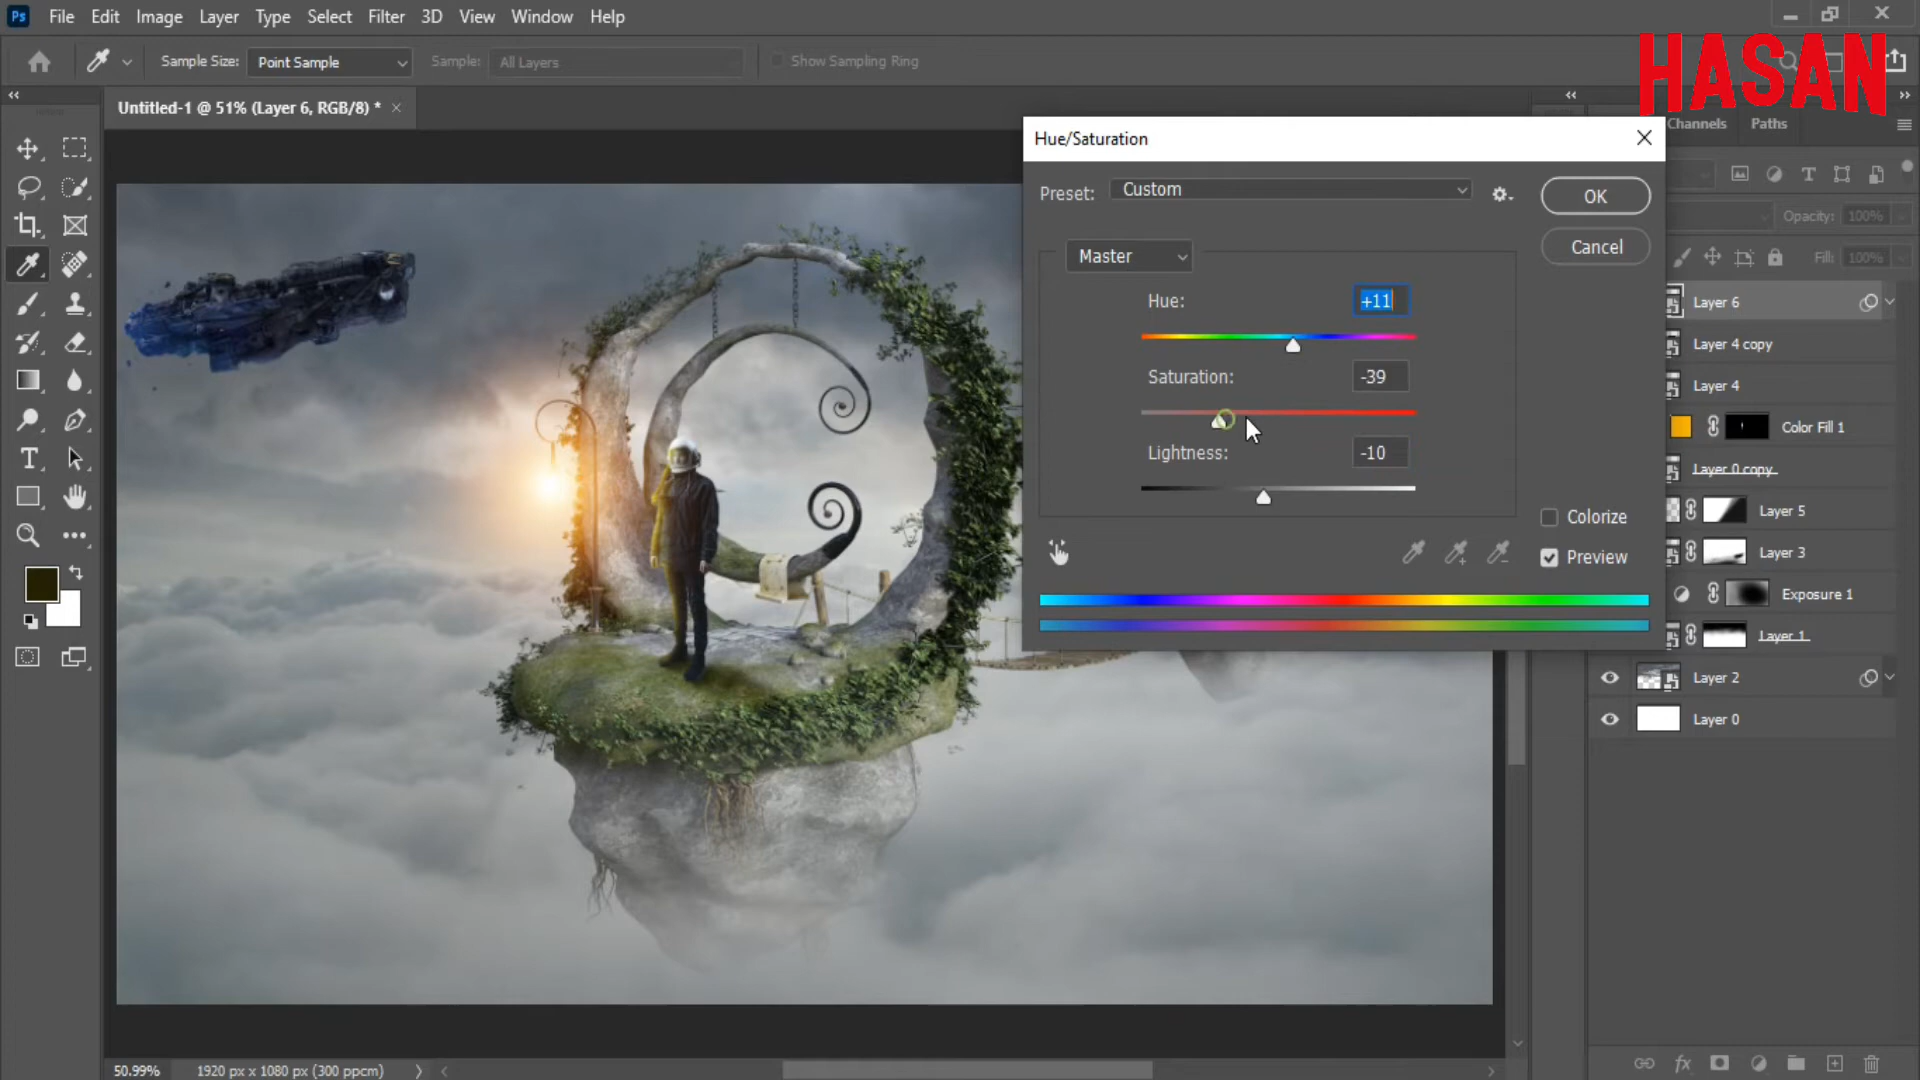 Ps File Edit Image Layer Type Select Filter 3D View Window Help
Sample Size: Point Sample Sample: All Layers Show Sampling Ring
HASAN
Untitled-1 @ 51% (Layer 6, RGB/8) *
Channels Paths
Hue/Saturation
Preset: Custom
OK
Cancel
Master
Hue: +11
Saturation: -39
Lightness: -10
Colorize
Preview
Opacity: 100%
Fill: 100%
Layer 6
Layer 4 copy
Layer 4
Color Fill 1
Layer 0 copy
Layer 5
Layer 3
Exposure 1
Layer 1
Layer 2
Layer 0
50.99% 1920 px x 1080 px (300 ppcm)